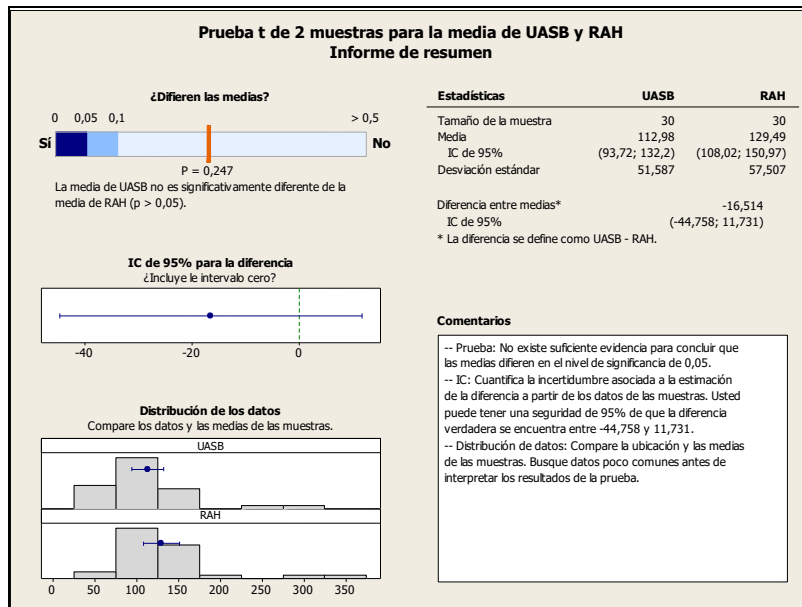 Prueba t de 2 muestras para la media de UASB y RAH
Informe de resumen
¿Difieren las medias?
0 0,05 0,1 > 0,5
Sí No
P = 0,247
La media de UASB no es significativamente diferente de la
media de RAH (p > 0,05).
IC de 95% para la diferencia
¿Incluye le intervalo cero?
-40 -20 0
Distribución de los datos
Compare los datos y las medias de las muestras.
UASB
RAH
0 50 100 150 200 250 300 350
Estadísticas UASB RAH
Tamaño de la muestra 30 30
Media 112,98 129,49
IC de 95% (93,72; 132,2) (108,02; 150,97)
Desviación estándar 51,587 57,507
Diferencia entre medias* -16,514
IC de 95% (-44,758; 11,731)
* La diferencia se define como UASB - RAH.
Comentarios
-- Prueba: No existe suficiente evidencia para concluir que
las medias difieren en el nivel de significancia de 0,05.
-- IC: Cuantifica la incertidumbre asociada a la estimación
de la diferencia a partir de los datos de las muestras. Usted
puede tener una seguridad de 95% de que la diferencia
verdadera se encuentra entre -44,758 y 11,731.
-- Distribución de datos: Compare la ubicación y las medias
de las muestras. Busque datos poco comunes antes de
interpretar los resultados de la prueba.